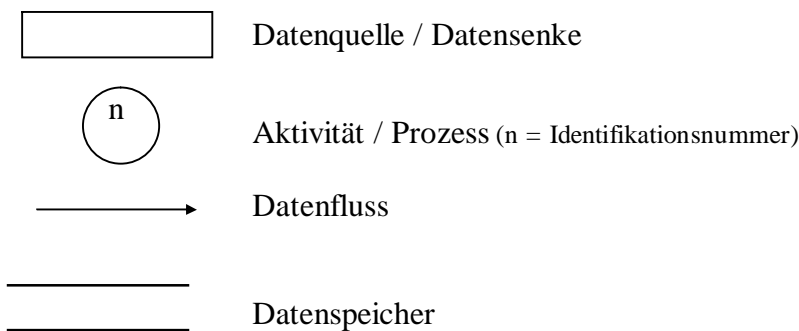 Datenquelle / Datensenke
n
Aktivität / Prozess (n = Identifikationsnummer)
Datenfluss
Datenspeicher